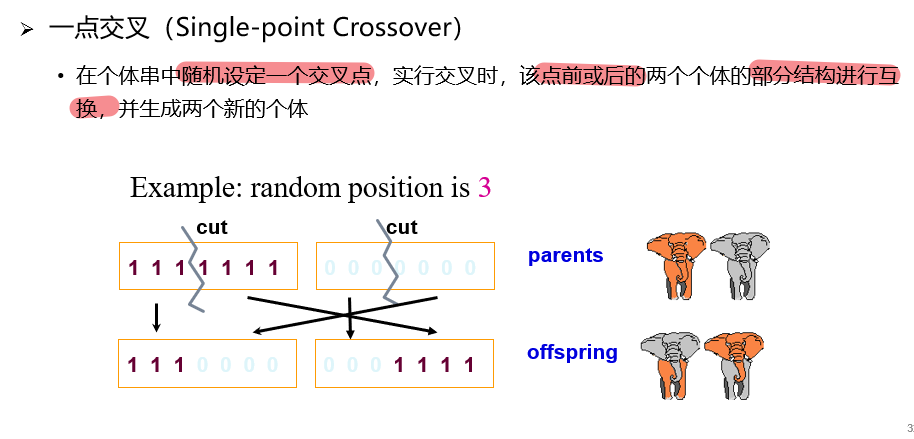 一点交叉（Single-point Crossover）
• 在个体串中随机设定一个交叉点，实行交叉时，该点前或后的两个个体的部分结构进行互
换，并生成两个新的个体
Example: random position is 3
cut cut
1 1 1 1 1 1 1 0 0 0 0 0 0 0 parents
1 1 1 0 0 0 0 0 0 0 1 1 1 1 offspring